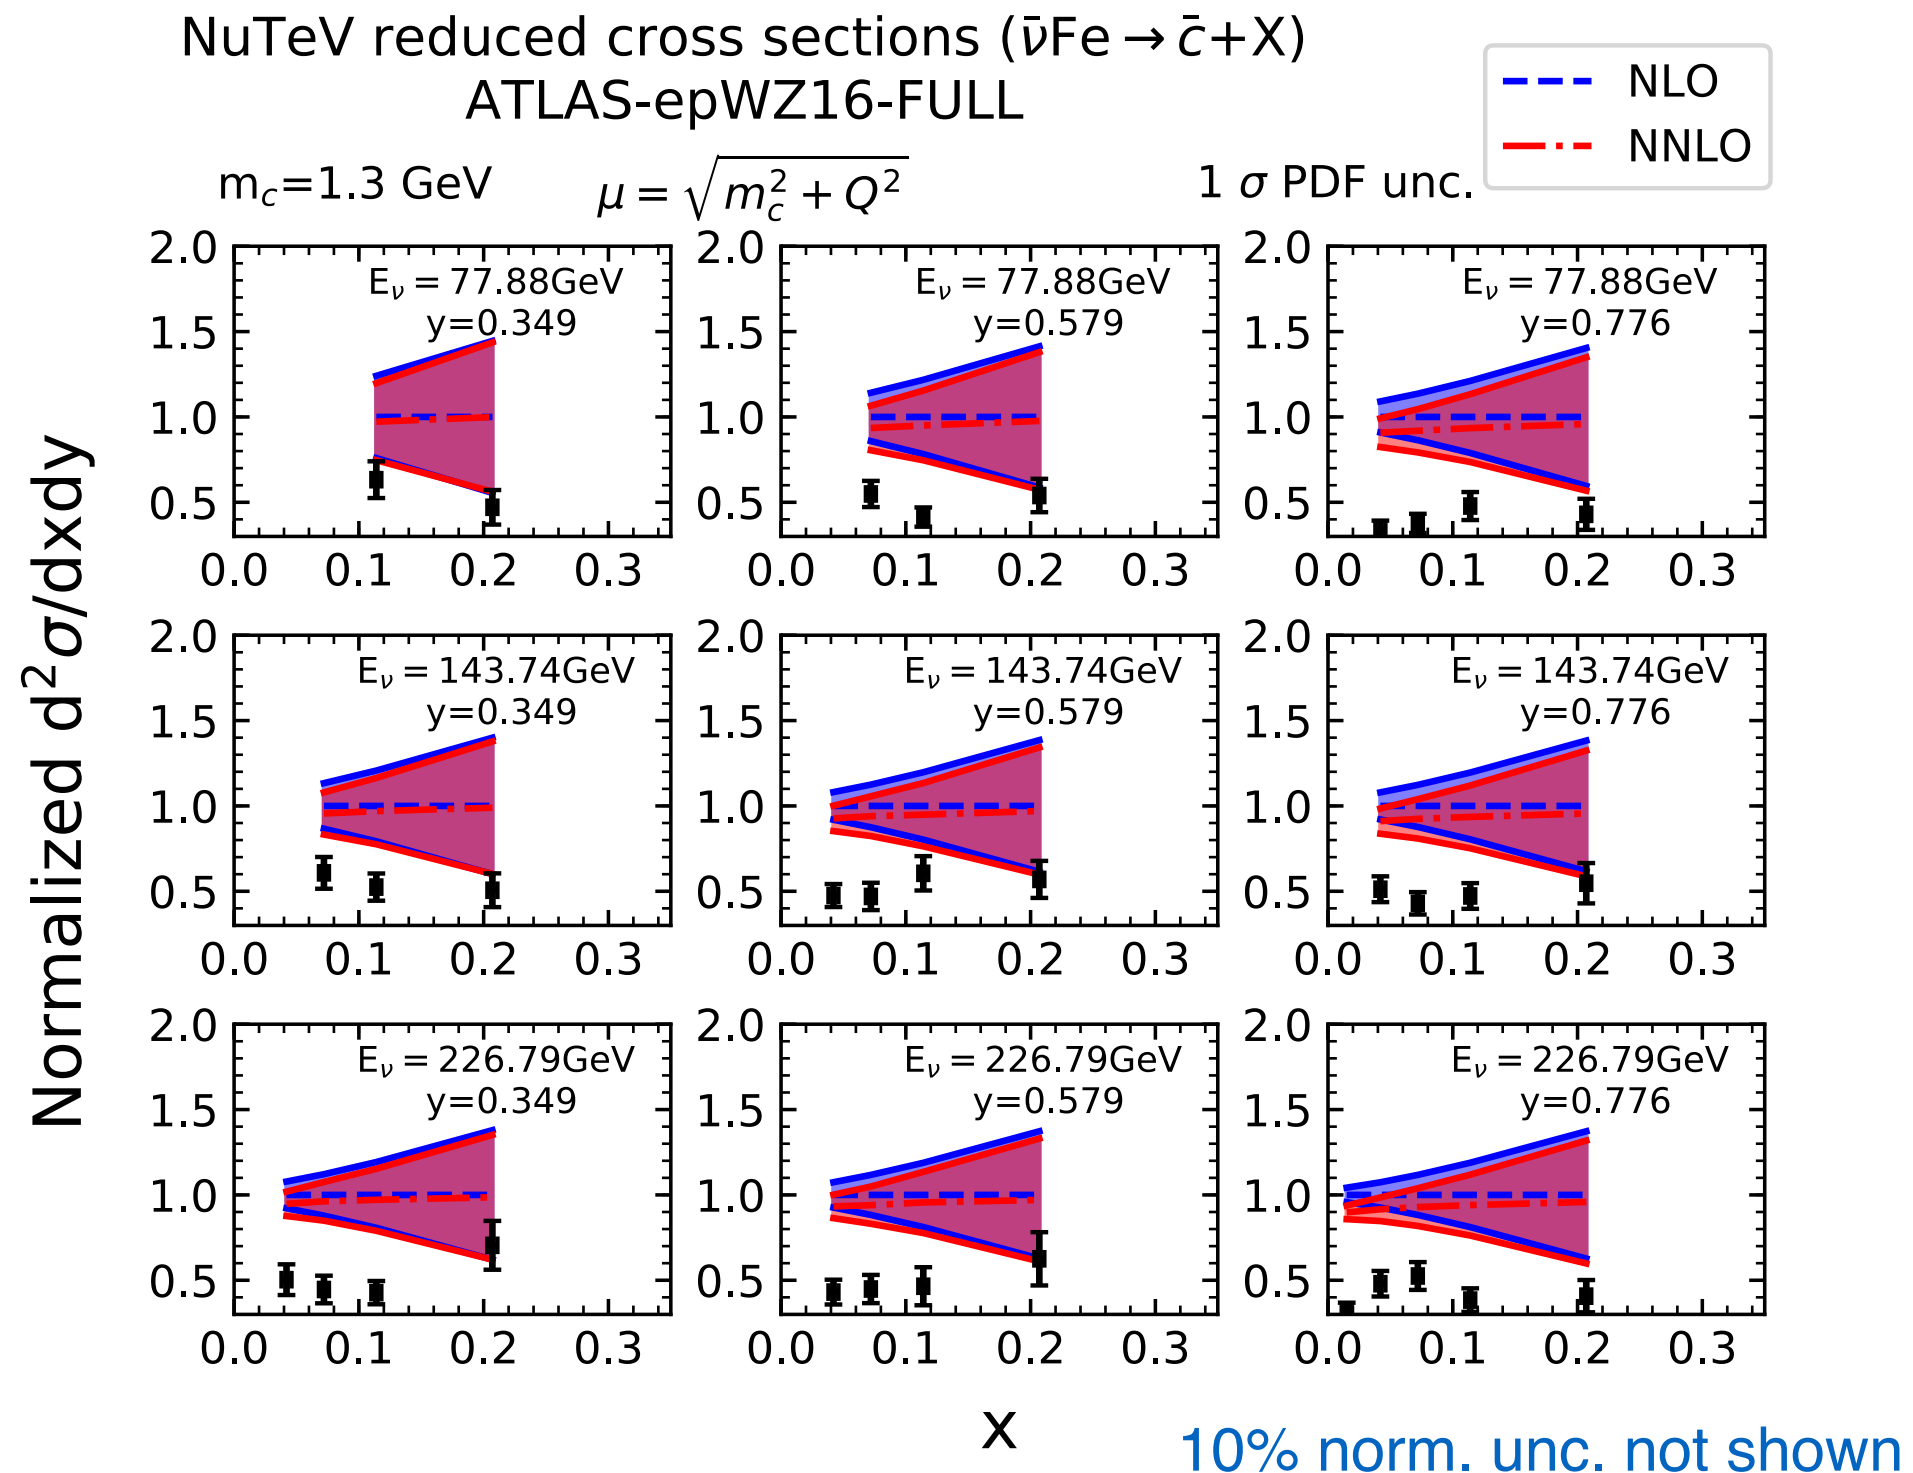 NuTeV reduced cross sections (ν̄Fe → c̄+X)
ATLAS-epWZ16-FULL
NLO
NNLO
m_c=1.3 GeV
μ = √(m_c^2 + Q^2)
1 σ PDF unc.
Normalized d²σ/dxdy
2.0
1.5
1.0
0.5
0.0 0.1 0.2 0.3
E_ν = 77.88GeV
y=0.349
2.0
1.5
1.0
0.5
0.0 0.1 0.2 0.3
E_ν = 77.88GeV
y=0.579
2.0
1.5
1.0
0.5
0.0 0.1 0.2 0.3
E_ν = 77.88GeV
y=0.776
2.0
1.5
1.0
0.5
0.0 0.1 0.2 0.3
E_ν = 143.74GeV
y=0.349
2.0
1.5
1.0
0.5
0.0 0.1 0.2 0.3
E_ν = 143.74GeV
y=0.579
2.0
1.5
1.0
0.5
0.0 0.1 0.2 0.3
E_ν = 143.74GeV
y=0.776
2.0
1.5
1.0
0.5
0.0 0.1 0.2 0.3
E_ν = 226.79GeV
y=0.349
2.0
1.5
1.0
0.5
0.0 0.1 0.2 0.3
E_ν = 226.79GeV
y=0.579
2.0
1.5
1.0
0.5
0.0 0.1 0.2 0.3
E_ν = 226.79GeV
y=0.776
x
10% norm. unc. not shown